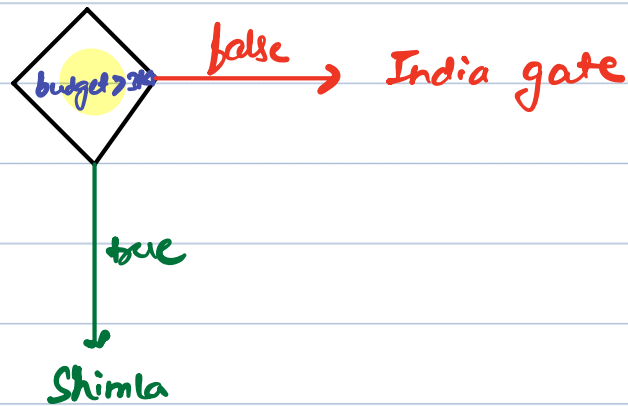 budget > 3K
false
India gate
true
Shimla